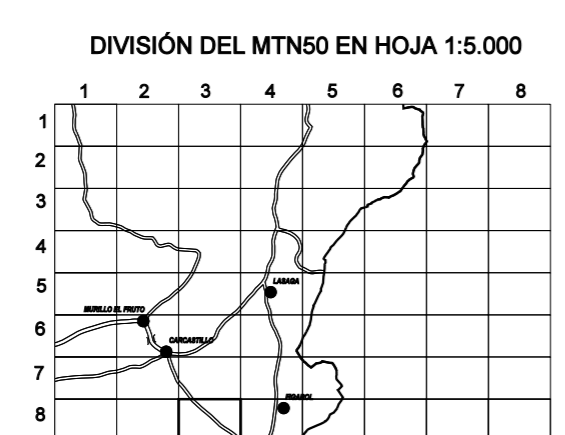 DIVISIÓN DEL MTN50 EN HOJA 1:5.000
1 2 3 4 5 6 7 8
1
2
3
4
5
LASAGA
MURILLO EL FRUTO
6
CARCASTILLO
7
FIGAROL
8